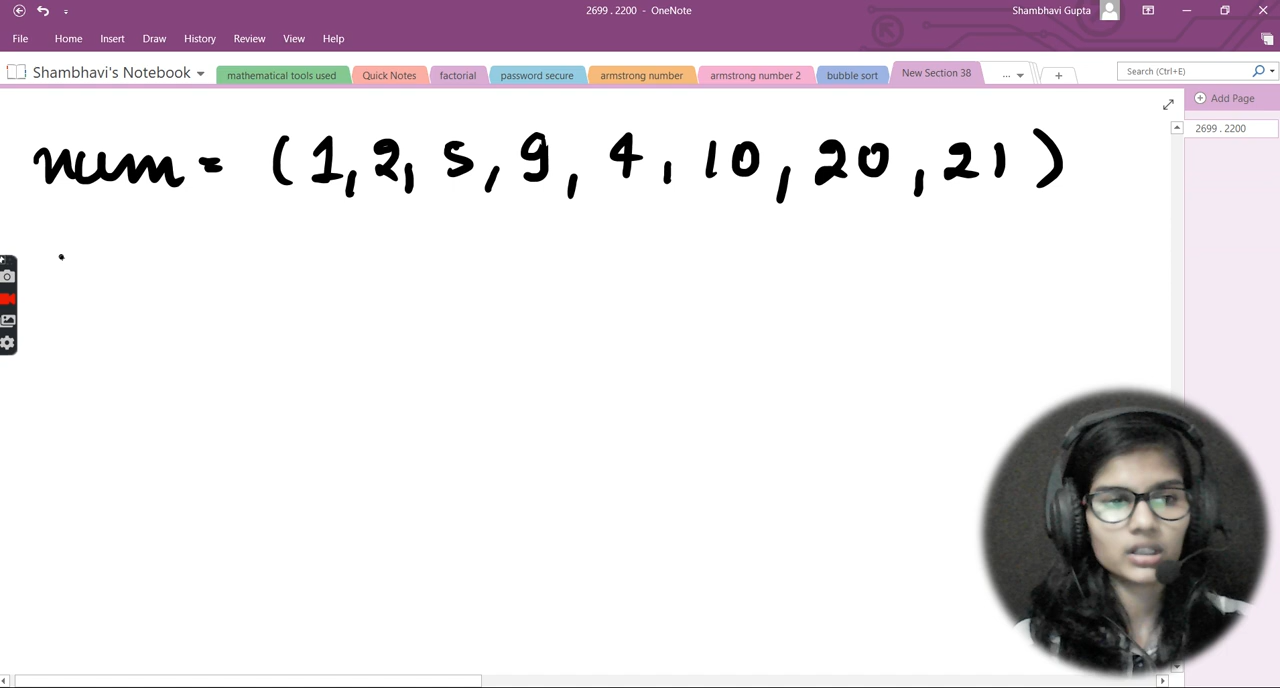 2699 . 2200 - OneNote
Shambhavi Gupta
File Home Insert Draw History Review View Help
Shambhavi's Notebook
mathematical tools used
Quick Notes
factorial
password secure
armstrong number
armstrong number 2
bubble sort
New Section 38
...
+
Search (Ctrl+E)
Add Page
2699 . 2200
num = (1, 2, 5, 9, 4, 10, 20, 21)